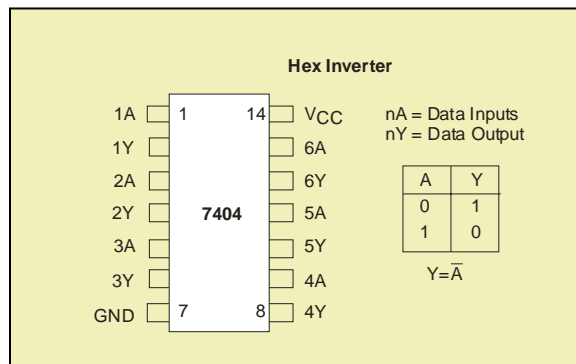 Hex Inverter
1A 1 14 VCC
1Y 6A
2A 6Y
2Y 7404 5A
3A 5Y
3Y 4A
GND 7 8 4Y
nA = Data Inputs
nY = Data Output
A Y
0 1
1 0
Y=A̅